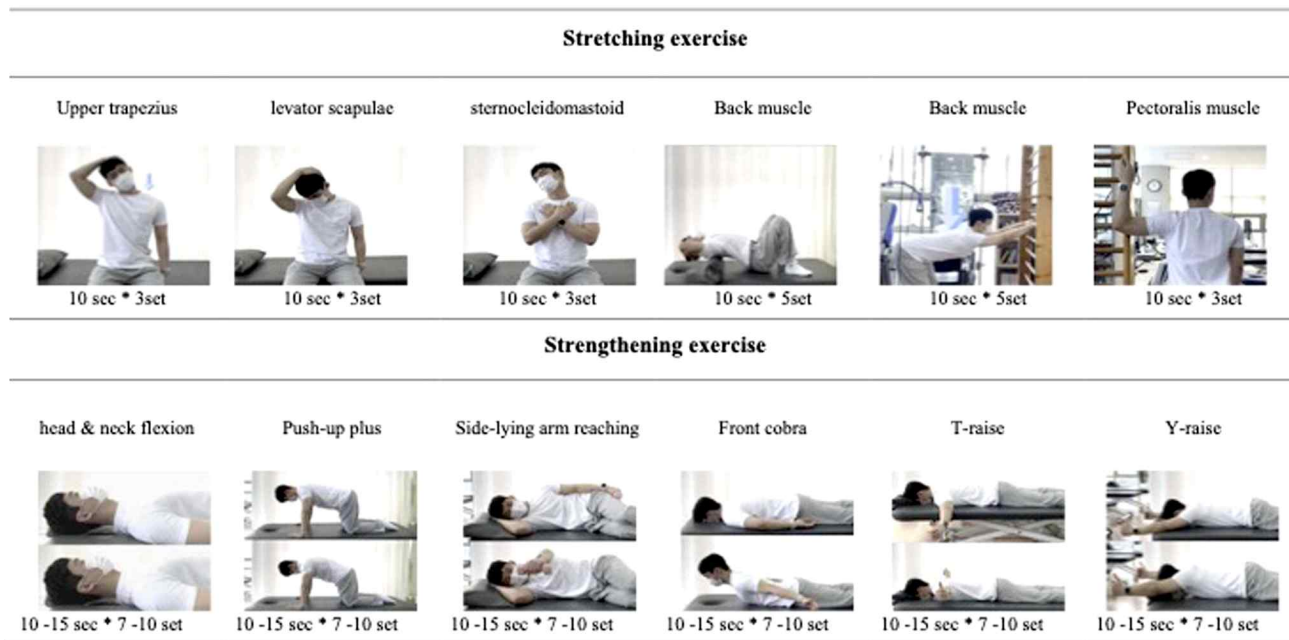 Stretching exercise
Upper trapezius levator scapulae sternocleidomastoid Back muscle Back muscle Pectoralis muscle
10 sec * 3set 10 sec * 3set 10 sec * 3set 10 sec * 5set 10 sec * 5set 10 sec * 3set
Strengthening exercise
head & neck flexion Push-up plus Side-lying arm reaching Front cobra T-raise Y-raise
10 -15 sec * 7 -10 set 10 -15 sec * 7 -10 set 10 -15 sec * 7 -10 set 10 -15 sec * 7 -10 set 10 -15 sec * 7 -10 set 10 -15 sec * 7 -10 set